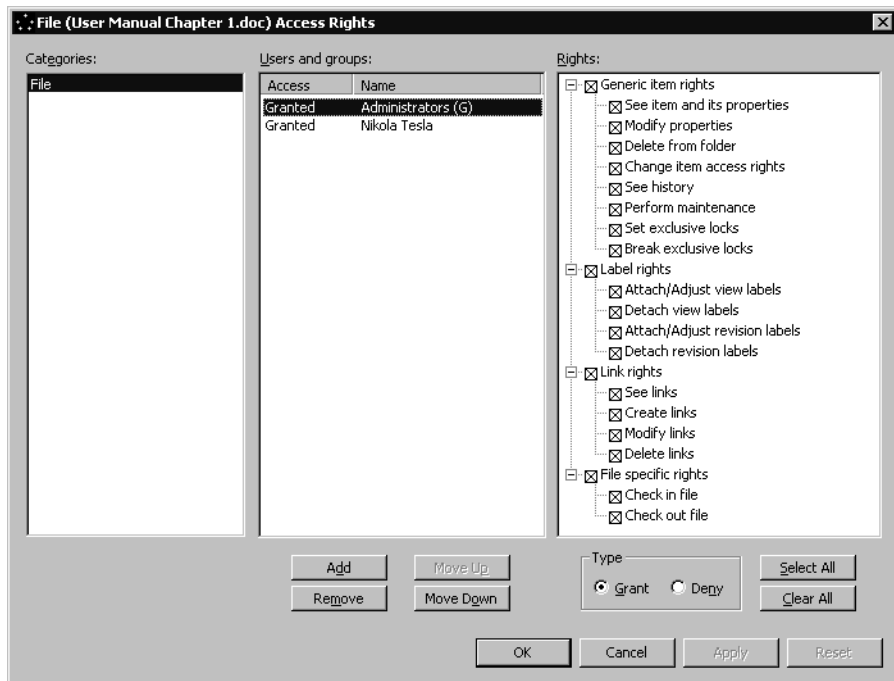 File (User Manual Chapter 1.doc) Access Rights
Categories:
File
Users and groups:
Access Name
Granted Administrators (G)
Granted Nikola Tesla
Rights:
Generic item rights
See item and its properties
Modify properties
Delete from folder
Change item access rights
See history
Perform maintenance
Set exclusive locks
Break exclusive locks
Label rights
Attach/Adjust view labels
Detach view labels
Attach/Adjust revision labels
Detach revision labels
Link rights
See links
Create links
Modify links
Delete links
File specific rights
Check in file
Check out file
Add Move Up
Remove Move Down
Type
Grant Deny
Select All
Clear All
OK Cancel Apply Reset